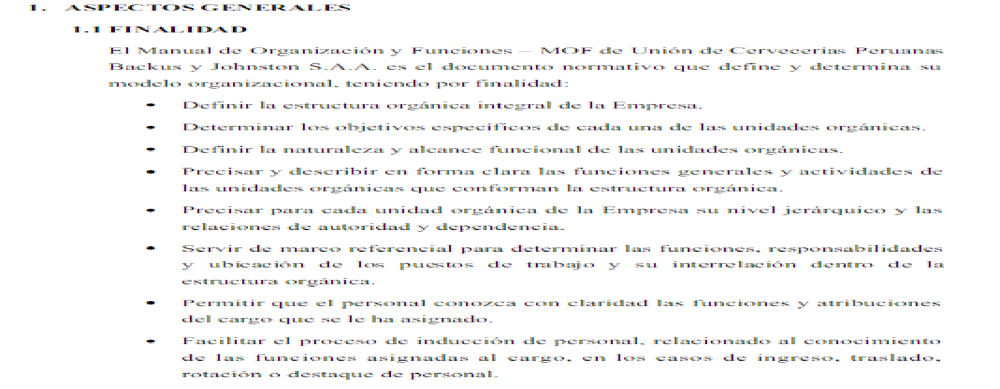 1. ASPECTOS GENERALES
1.1 FINALIDAD
El Manual de Organización y Funciones – MOF de Unión de Cervecerías Peruanas
Backus y Johnston S.A.A. es el documento normativo que define y determina su
modelo organizacional, teniendo por finalidad:
• Definir la estructura orgánica integral de la Empresa.
• Determinar los objetivos específicos de cada una de las unidades orgánicas.
• Definir la naturaleza y alcance funcional de las unidades orgánicas.
• Precisar y describir en forma clara las funciones generales y actividades de
las unidades orgánicas que conforman la estructura orgánica.
• Precisar para cada unidad orgánica de la Empresa su nivel jerárquico y las
relaciones de autoridad y dependencia.
• Servir de marco referencial para determinar las funciones, responsabilidades
y ubicación de los puestos de trabajo y su interrelación dentro de la
estructura orgánica.
• Permitir que el personal conozca con claridad las funciones y atribuciones
del cargo que se le ha asignado.
• Facilitar el proceso de inducción de personal, relacionado al conocimiento
de las funciones asignadas al cargo, en los casos de ingreso, traslado,
rotación o destaque de personal.